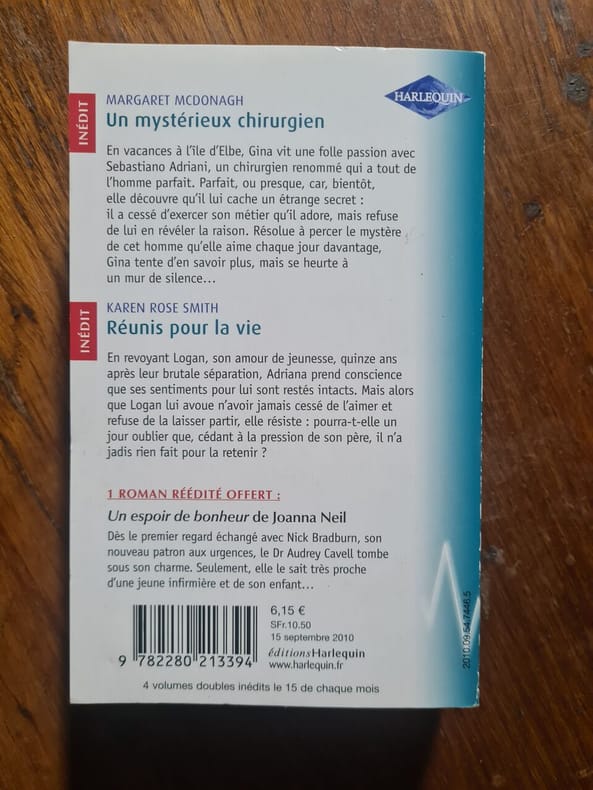 HARLEQUIN
INÉDIT
MARGARET MCDONAGH
Un mystérieux chirurgien
En vacances à l'île d'Elbe, Gina vit une folle passion avec
Sebastiano Adriani, un chirurgien renommé qui a tout de
l'homme parfait. Parfait, ou presque, car, bientôt,
elle découvre qu'il lui cache un étrange secret :
il a cessé d'exercer son métier qu'il adore, mais refuse
de lui en révéler la raison. Résolue à percer le mystère
de cet homme qu'elle aime chaque jour davantage,
Gina tente d'en savoir plus, mais se heurte à
un mur de silence…
INÉDIT
KAREN ROSE SMITH
Réunis pour la vie
En revoyant Logan, son amour de jeunesse, quinze ans
après leur brutale séparation, Adriana prend conscience
que ses sentiments pour lui sont restés intacts. Mais alors
que Logan lui avoue n'avoir jamais cessé de l'aimer et
refuse de la laisser partir, elle résiste : pourra-t-elle un
jour oublier que, cédant à la pression de son père, il n'a
jadis rien fait pour la retenir ?
1 ROMAN RÉÉDITÉ OFFERT :
Un espoir de bonheur de Joanna Neil
Dès le premier regard échangé avec Nick Bradburn, son
nouveau patron aux urgences, le Dr Audrey Cavell tombe
sous son charme. Seulement, elle le sait très proche
d'une jeune infirmière et de son enfant…
6,15 €
SFr.10.50
15 septembre 2010
éditionsHarlequin
www.harlequin.fr
9 782280 213394
2010.09.54.7448.5
4 volumes doubles inédits le 15 de chaque mois